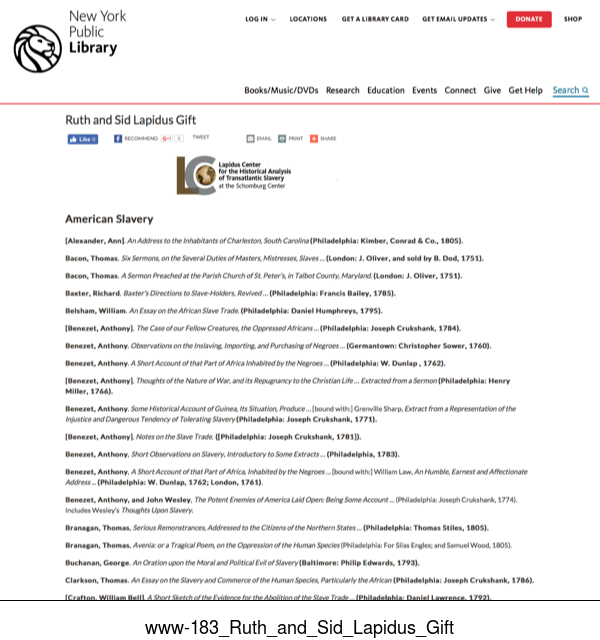 New York
Public
Library
LOG IN LOCATIONS GET A LIBRARY CARD GET EMAIL UPDATES DONATE SHOP
Books/Music/DVDs Research Education Events Connect Give Get Help Search
Ruth and Sid Lapidus Gift
Like 0 RECOMMEND G+1 0 TWEET EMAIL PRINT SHARE
LC
Lapidus Center
for the Historical Analysis
of Transatlantic Slavery
at the Schomburg Center
American Slavery
[Alexander, Ann]. An Address to the Inhabitants of Charleston, South Carolina (Philadelphia: Kimber, Conrad & Co., 1805).
Bacon, Thomas. Six Sermons, on the Several Duties of Masters, Mistresses, Slaves ... (London: J. Oliver, and sold by B. Dod, 1751).
Bacon, Thomas. A Sermon Preached at the Parish Church of St. Peter's, in Talbot County, Maryland. (London: J. Oliver, 1751).
Baxter, Richard. Baxter's Directions to Slave-Holders, Revived ... (Philadelphia: Francis Bailey, 1785).
Belsham, William. An Essay on the African Slave Trade. (Philadelphia: Daniel Humphreys, 1795).
[Benezet, Anthony]. The Case of our Fellow Creatures, the Oppressed Africans ... (Philadelphia: Joseph Crukshank, 1784).
Benezet, Anthony. Observations on the Inslaving, Importing, and Purchasing of Negroes ... (Germantown: Christopher Sower, 1760).
Benezet, Anthony. A Short Account of that Part of Africa Inhabited by the Negroes ... (Philadelphia: W. Dunlap , 1762).
[Benezet, Anthony]. Thoughts of the Nature of War, and its Repugnancy to the Christian Life ... Extracted from a Sermon (Philadelphia: Henry
Miller, 1766).
Benezet, Anthony. Some Historical Account of Guinea, Its Situation, Produce ... [bound with:] Grenville Sharp, Extract from a Representation of the
Injustice and Dangerous Tendency of Tolerating Slavery (Philadelphia: Joseph Crukshank, 1771).
[Benezet, Anthony]. Notes on the Slave Trade. ([Philadelphia: Joseph Crukshank, 1781]).
Benezet, Anthony. Short Observations on Slavery, Introductory to Some Extracts ... (Philadelphia, 1783).
Benezet, Anthony. A Short Account of that Part of Africa, Inhabited by the Negroes ... [bound with:] William Law, An Humble, Earnest and Affectionate
Address ... (Philadelphia: W. Dunlap, 1762; London, 1761).
Benezet, Anthony, and John Wesley. The Potent Enemies of America Laid Open: Being Some Account ... (Philadelphia: Joseph Crukshank, 1774).
Includes Wesley's Thoughts Upon Slavery.
Branagan, Thomas. Serious Remonstrances, Addressed to the Citizens of the Northern States ... (Philadelphia: Thomas Stiles, 1805).
Branagan, Thomas. Avenia: or a Tragical Poem, on the Oppression of the Human Species (Philadelphia: For Silas Engles; and Samuel Wood, 1805).
Buchanan, George. An Oration upon the Moral and Political Evil of Slavery (Baltimore: Philip Edwards, 1793).
Clarkson, Thomas. An Essay on the Slavery and Commerce of the Human Species, Particularly the African (Philadelphia: Joseph Crukshank, 1786).
[Crafton, William Bell]. A Short Sketch of the Evidence for the Abolition of the Slave Trade ... (Philadelphia: Daniel Lawrence, 1792).
www-183_Ruth_and_Sid_Lapidus_Gift